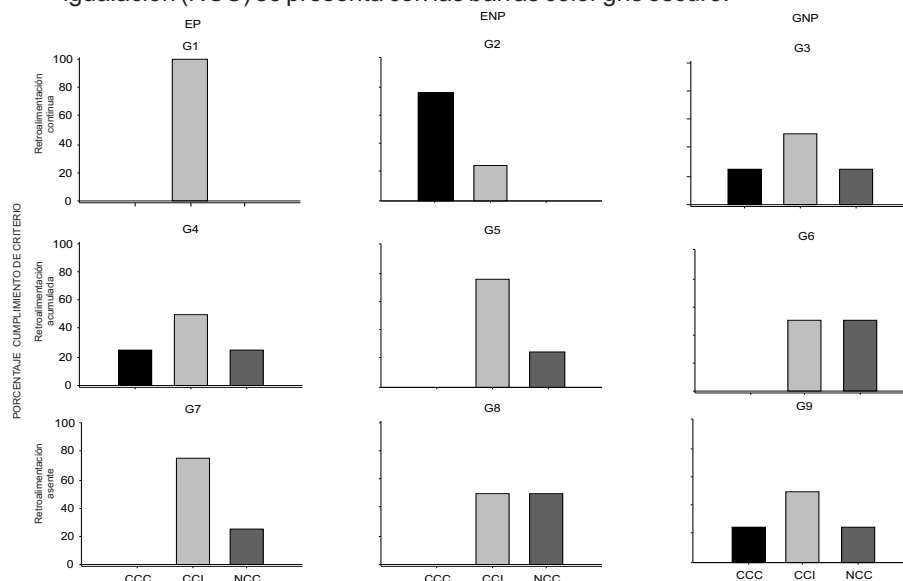 Igualación (NCC) se presenta con las barras color gris oscuro.
EP ENP GNP
G1 G2 G3
Retroalimentación
continua
100
80
60
40
20
0
PORCENTAJE CUMPLIMIENTO DE CRITERIO
G4 G5 G6
Retroalimentación
acumulada
100
80
60
40
20
0
G7 G8 G9
Retroalimentación
asente
100
80
60
40
20
0
CCC CCI NCC CCC CCI NCC CCC CCI NCC